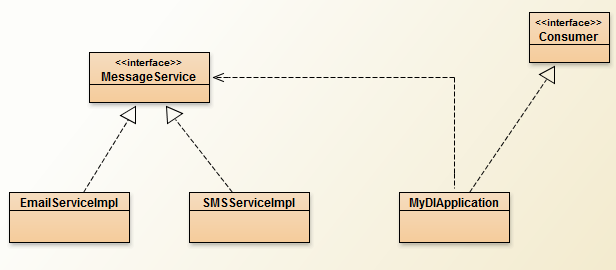 <<interface>>
Consumer
<<interface>>
MessageService
EmailServiceImpl
SMSServiceImpl
MyDIApplication